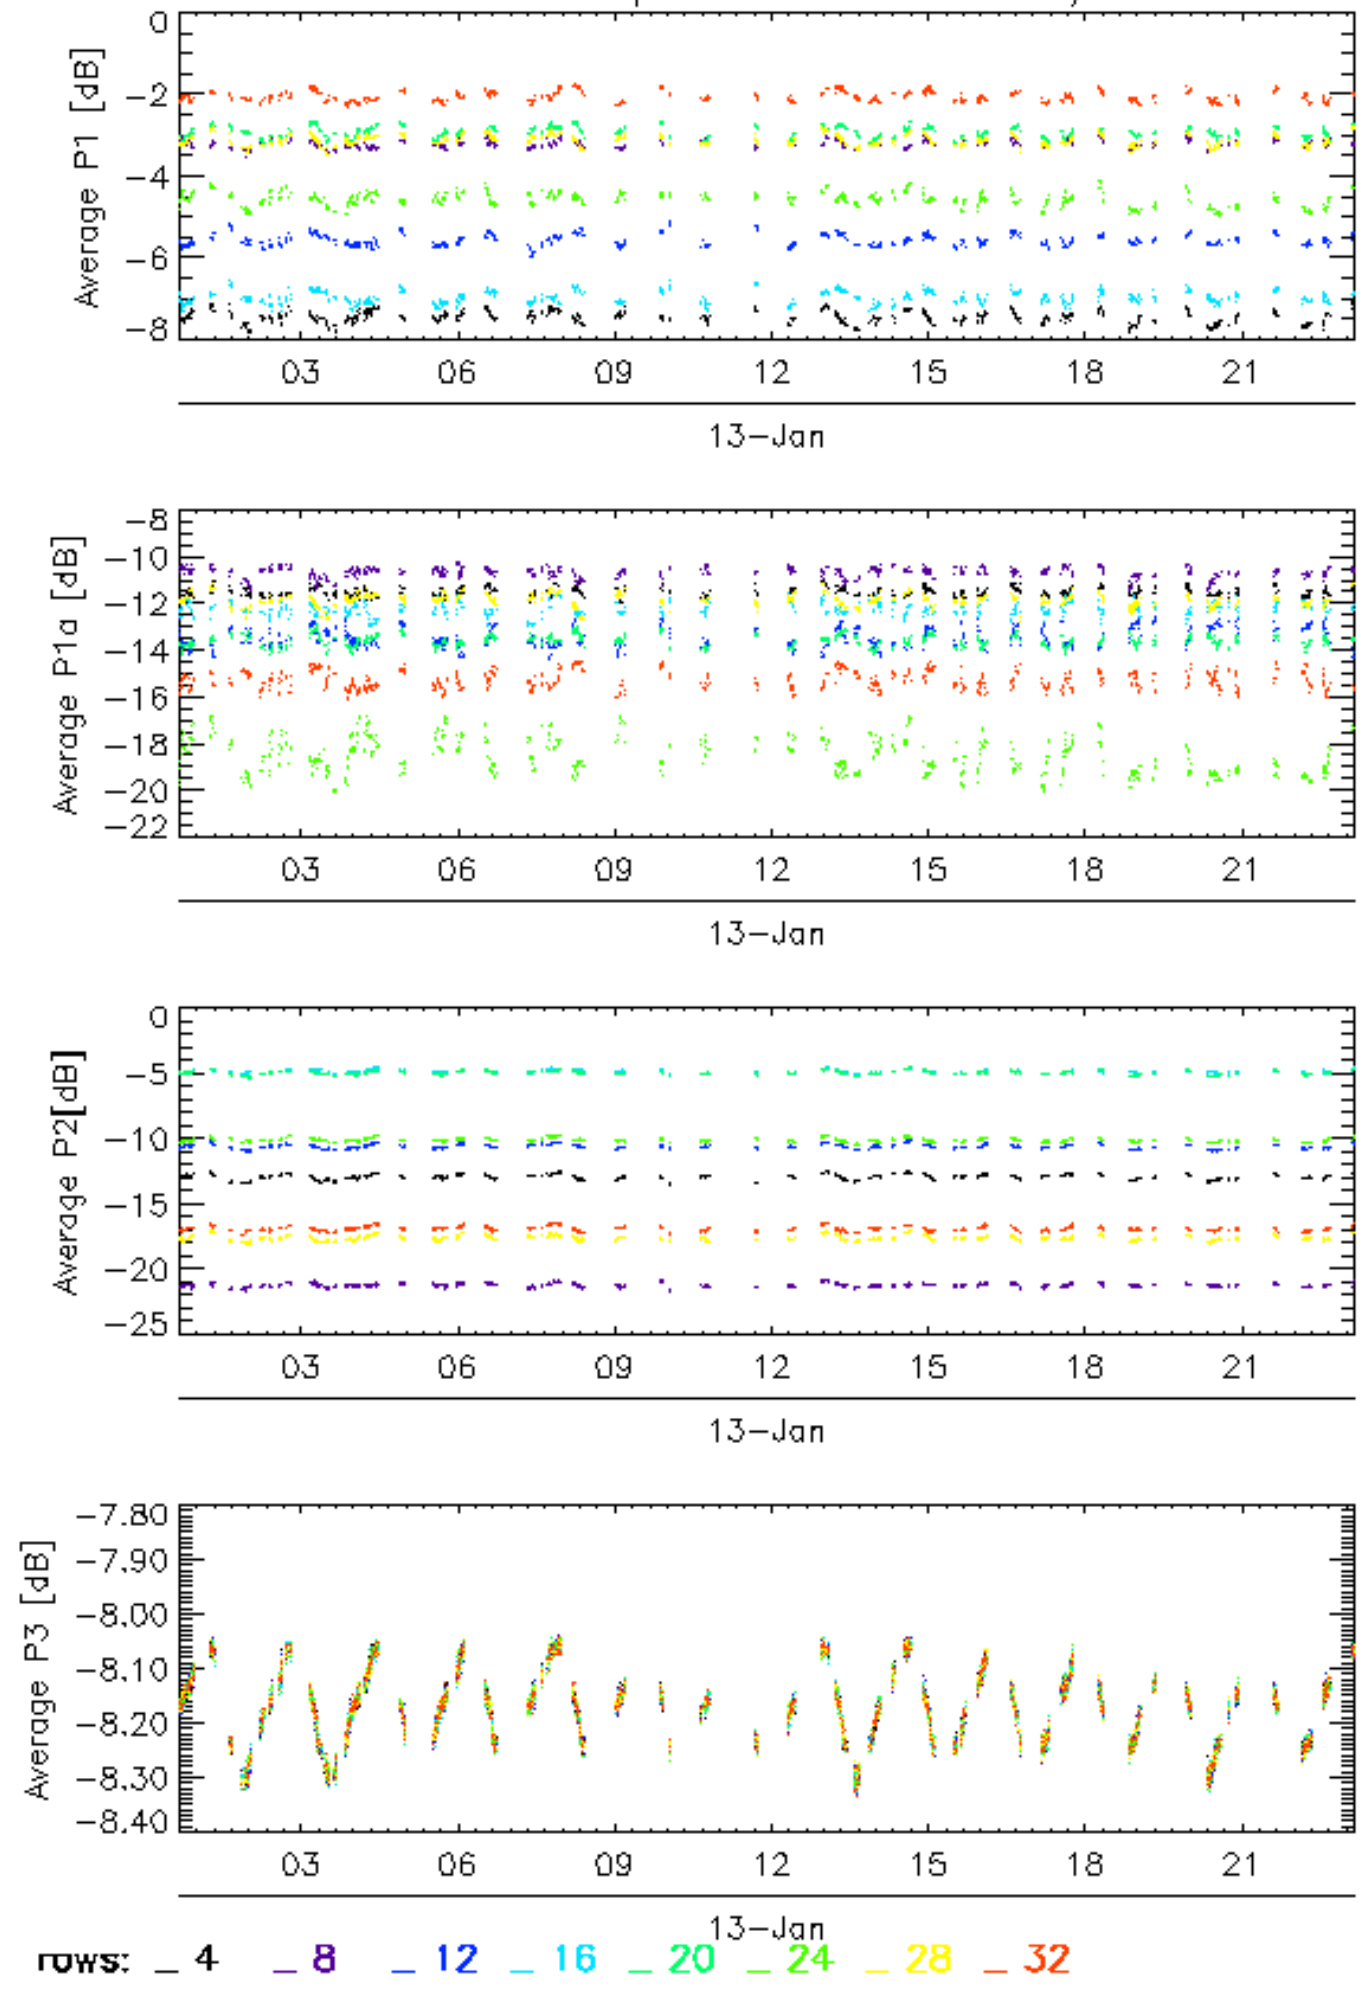 0
-2
-4
-6
-8
Average P1 [dB]
03 06 09 12 15 18 21
13-Jan
-8
-10
-12
-14
-16
-18
-20
-22
Average P1a [dB]
03 06 09 12 15 18 21
13-Jan
0
-5
-10
-15
-20
-25
Average P2[dB]
03 06 09 12 15 18 21
13-Jan
-7.80
-7.90
-8.00
-8.10
-8.20
-8.30
-8.40
Average P3 [dB]
03 06 09 12 15 18 21
13-Jan
rows: _ 4 _ 8 _ 12 _ 16 _ 20 _ 24 _ 28 _ 32